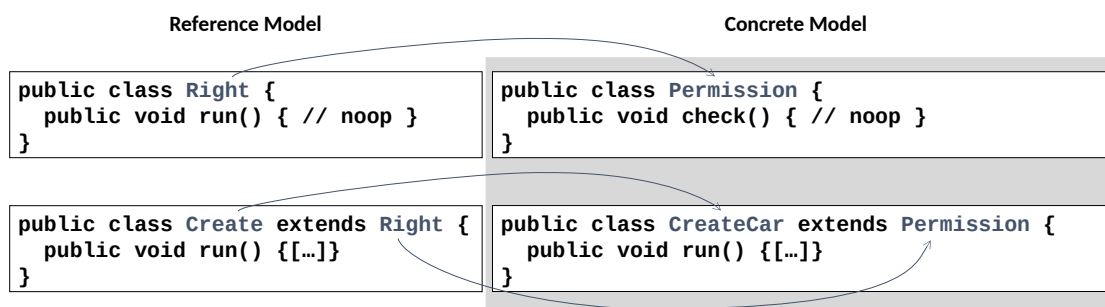 Reference Model
Concrete Model
public class Right {
public void run() { // noop }
}
public class Permission {
public void check() { // noop }
}
public class Create extends Right {
public void run() {[…]}
}
public class CreateCar extends Permission {
public void run() {[…]}
}